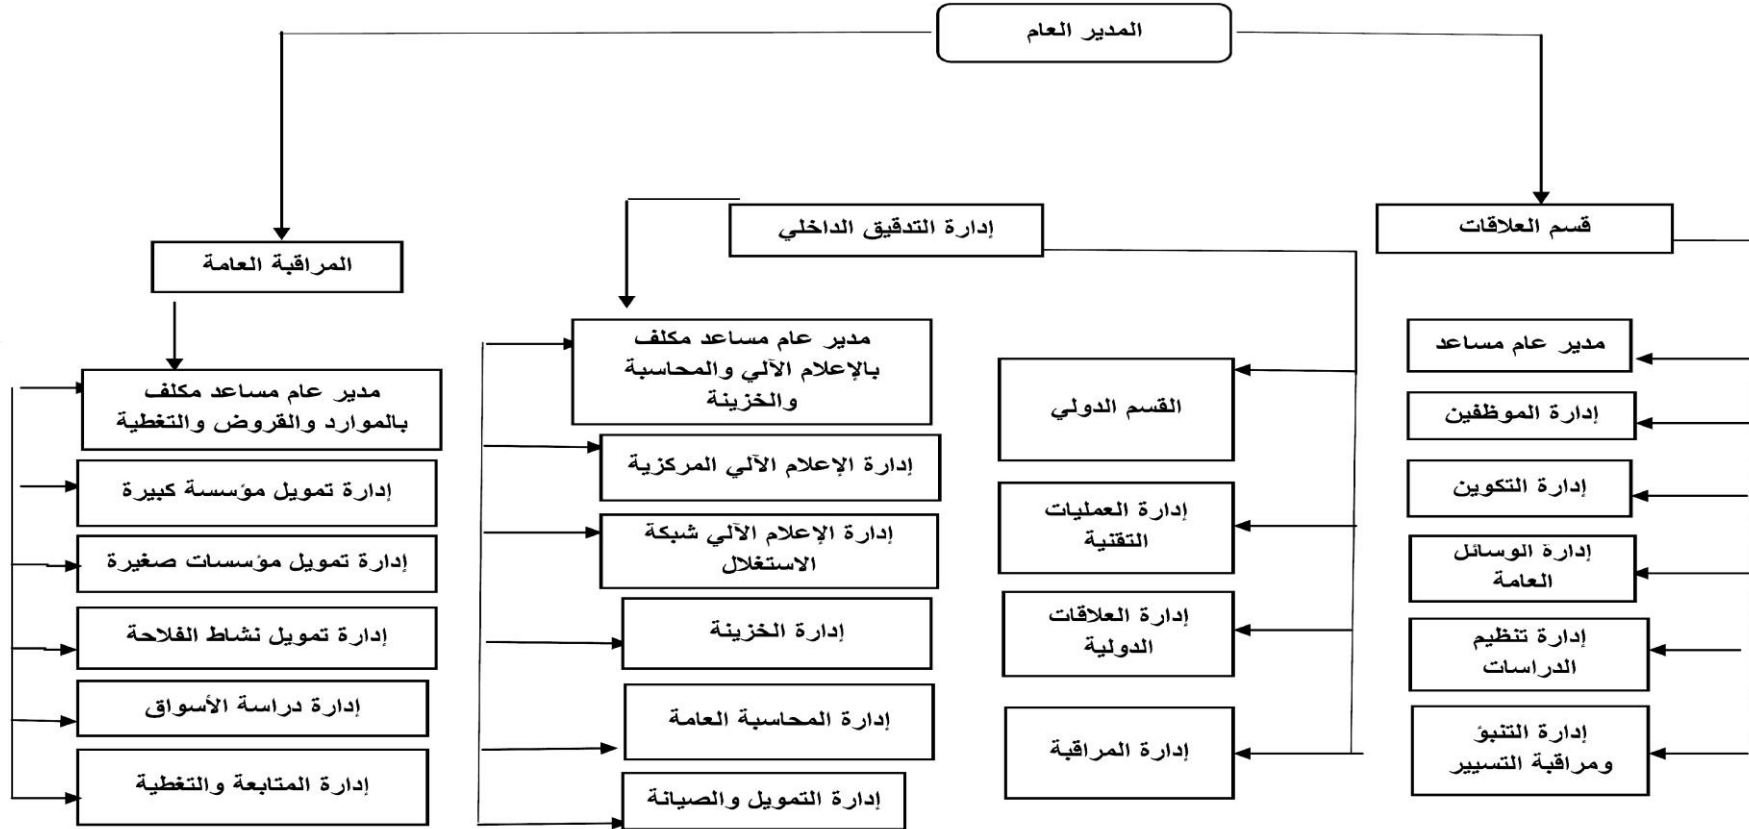 المدير العام
قسم العلاقات
إدارة التدقيق الداخلي
المراقبة العامة
مدير عام مساعد
إدارة الموظفين
إدارة التكوين
إدارة الوسائل
العامة
إدارة تنظيم
الدراسات
إدارة التنبؤ
ومراقبة التسيير
القسم الدولي
إدارة العمليات
التقنية
إدارة العلاقات
الدولية
إدارة المراقبة
مدير عام مساعد مكلف
بالإعلام الآلي والمحاسبة
والخزينة
إدارة الإعلام الآلي المركزية
إدارة الإعلام الآلي شبكة
الاستغلال
إدارة الخزينة
إدارة المحاسبة العامة
إدارة التمويل والصيانة
مدير عام مساعد مكلف
بالموارد والقروض والتغطية
إدارة تمويل مؤسسة كبيرة
إدارة تمويل مؤسسات صغيرة
إدارة تمويل نشاط الفلاحة
إدارة دراسة الأسواق
إدارة المتابعة والتغطية